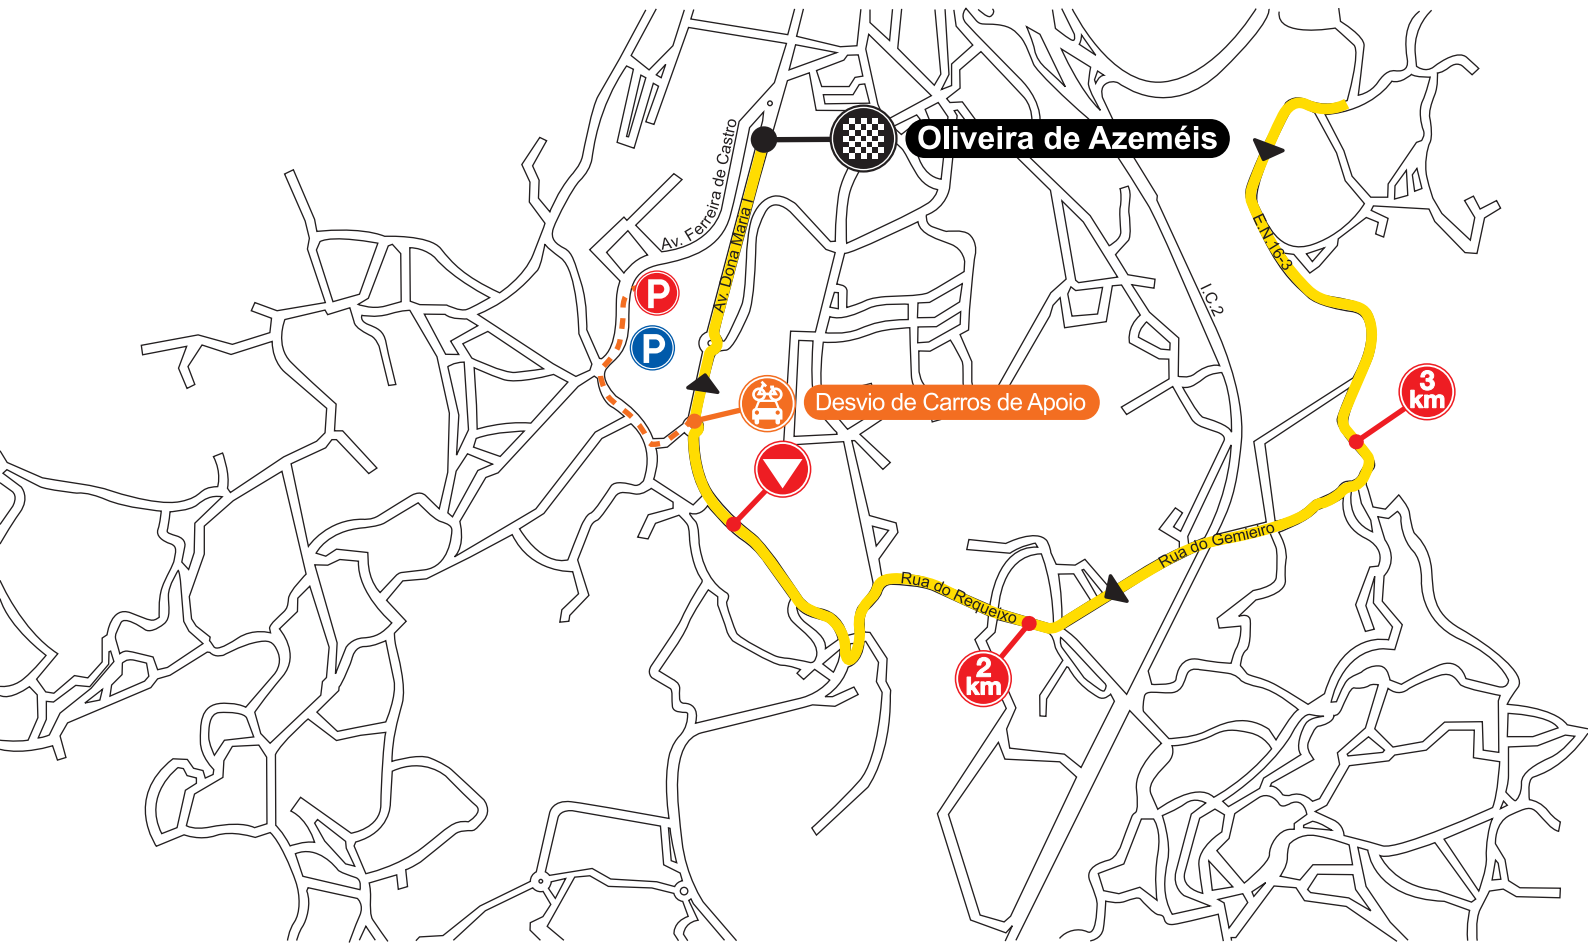 Oliveira de Azeméis
Av. Ferreira de Castro
Av. Dona Maria I
E.N.16-3
I.C.2
P
P
Desvio de Carros de Apoio
3
km
Rua do Gemieiro
Rua do Requeixo
2
km